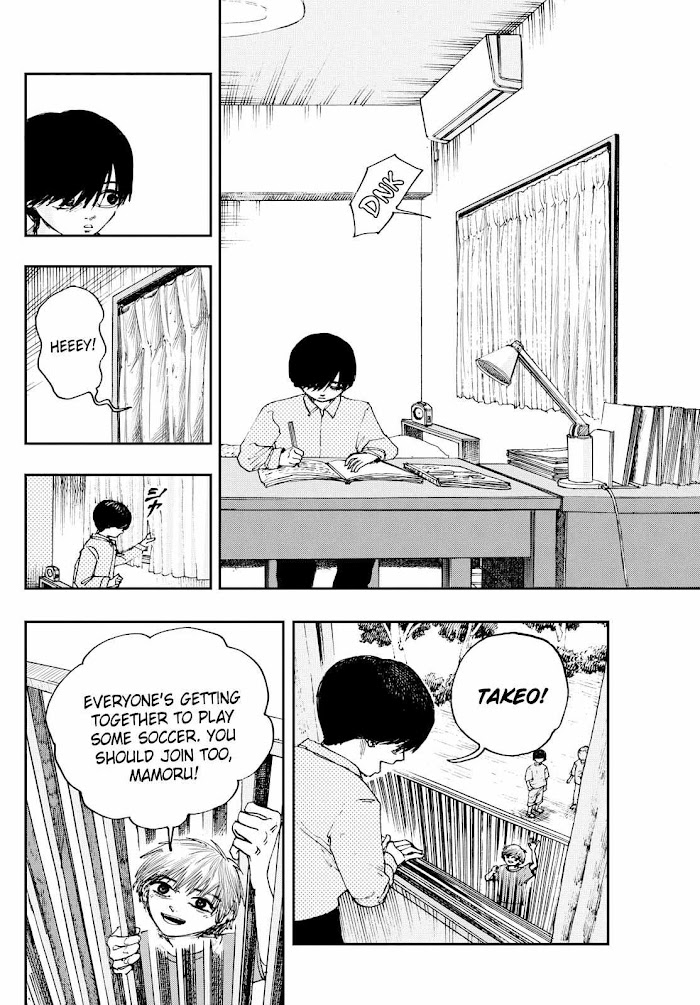 DNK
HEEEY!
シャ
TAKEO!
EVERYONE'S GETTING
TOGETHER TO PLAY
SOME SOCCER. YOU
SHOULD JOIN TOO,
MAMORU!